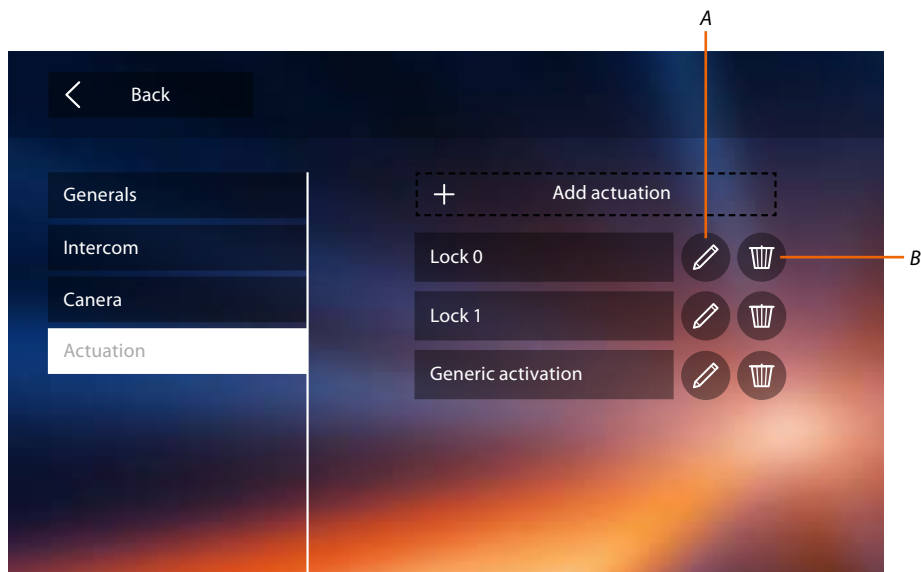 A
Back
Generals
Add actuation
Intercom
Lock 0
B
Canera
Lock 1
Actuation
Generic activation